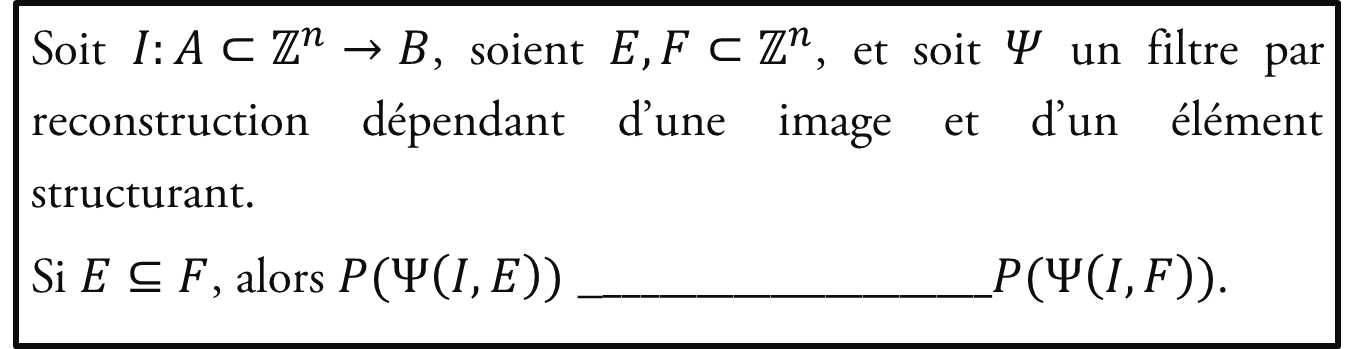 Soit I: A ⊂ ℤⁿ → B, soient E, F ⊂ ℤⁿ, et soit Ψ un filtre par
reconstruction dépendant d’une image et d’un élément
structurant.
Si E ⊆ F, alors P(Ψ(I, E)) ____________________P(Ψ(I, F)).